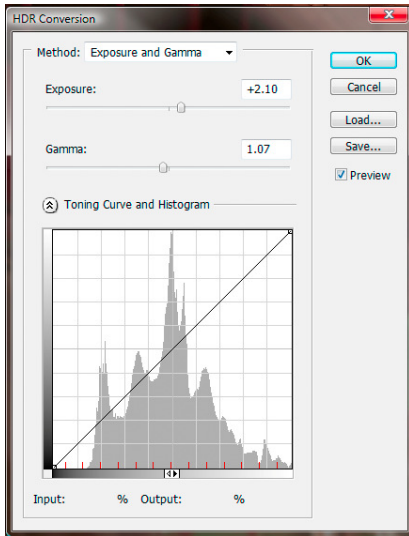 HDR Conversion
Method: Exposure and Gamma
OK
Exposure: +2.10
Cancel
Load...
Gamma: 1.07
Save...
Preview
Toning Curve and Histogram
Input: % Output: %